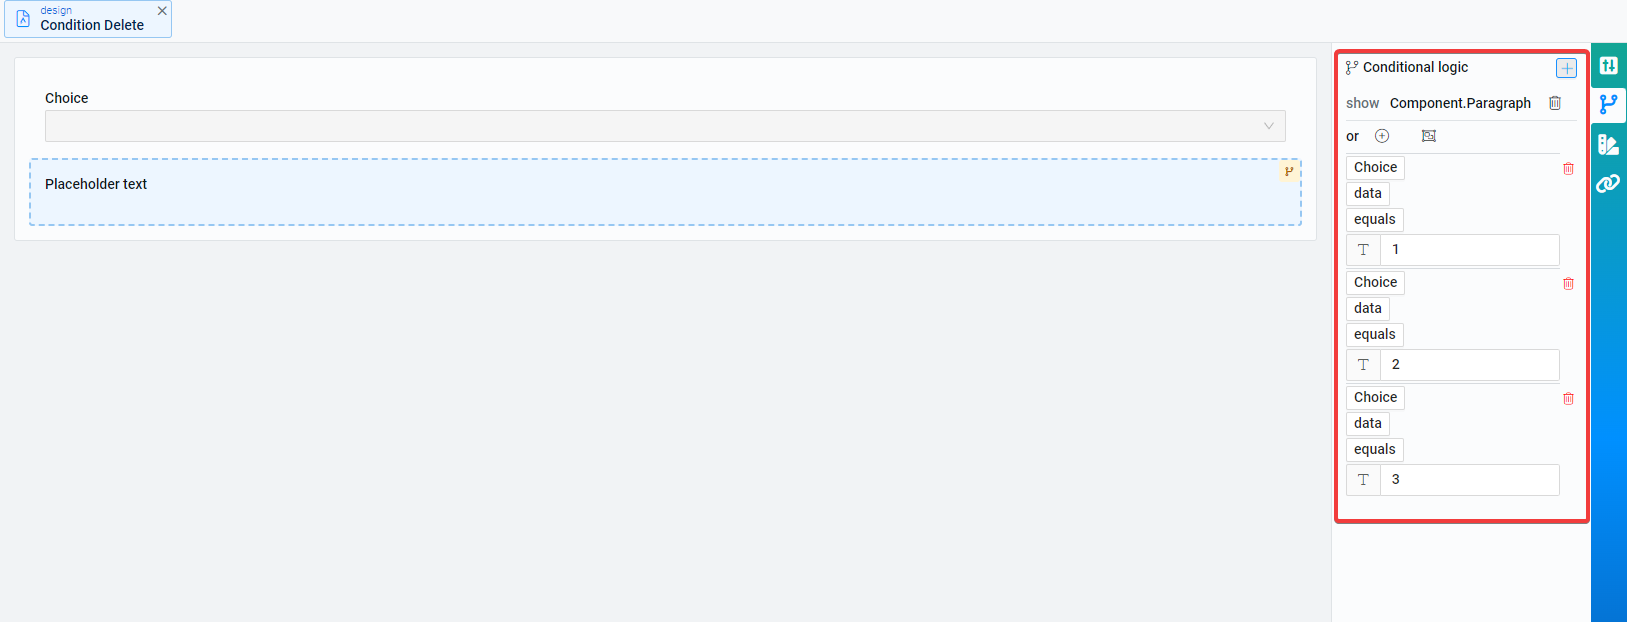 design
Condition Delete
Choice
Placeholder text
Conditional logic
show Component.Paragraph
or
Choice
data
equals
T 1
Choice
data
equals
T 2
Choice
data
equals
T 3